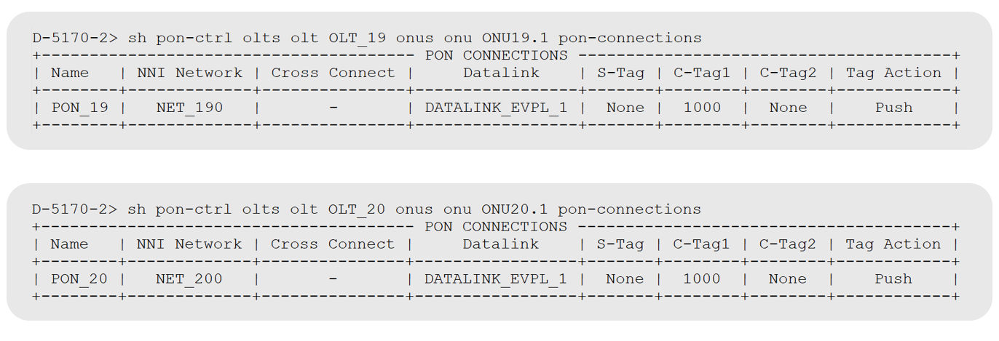 D-5170-2> sh pon-ctrl olts olt OLT_19 onus onu ONU19.1 pon-connections
+--------------------------------------- PON CONNECTIONS ---------------------------------------+
| Name   | NNI Network | Cross Connect |     Datalink    | S-Tag | C-Tag1 | C-Tag2 | Tag Action |
+--------+-------------+---------------+-----------------+-------+--------+--------+------------+
| PON_19 |   NET_190   |       -       | DATALINK_EVPL_1 |  None |  1000  |  None  |    Push    |
+--------+-------------+---------------+-----------------+-------+--------+--------+------------+
D-5170-2> sh pon-ctrl olts olt OLT_20 onus onu ONU20.1 pon-connections
+--------------------------------------- PON CONNECTIONS ---------------------------------------+
| Name   | NNI Network | Cross Connect |     Datalink    | S-Tag | C-Tag1 | C-Tag2 | Tag Action |
+--------+-------------+---------------+-----------------+-------+--------+--------+------------+
| PON_20 |   NET_200   |       -       | DATALINK_EVPL_1 |  None |  1000  |  None  |    Push    |
+--------+-------------+---------------+-----------------+-------+--------+--------+------------+